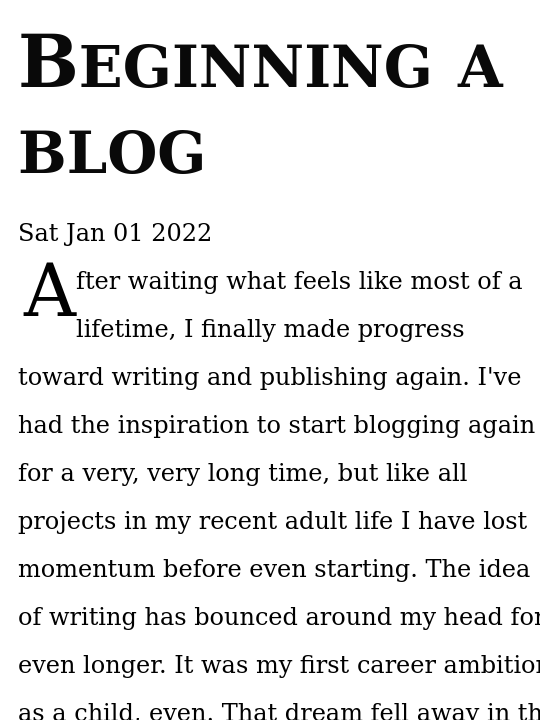 Beginning a
blog
Sat Jan 01 2022
After waiting what feels like most of a
lifetime, I finally made progress
toward writing and publishing again. I've
had the inspiration to start blogging again
for a very, very long time, but like all
projects in my recent adult life I have lost
momentum before even starting. The idea
of writing has bounced around my head for
even longer. It was my first career ambition
as a child, even. That dream fell away in th